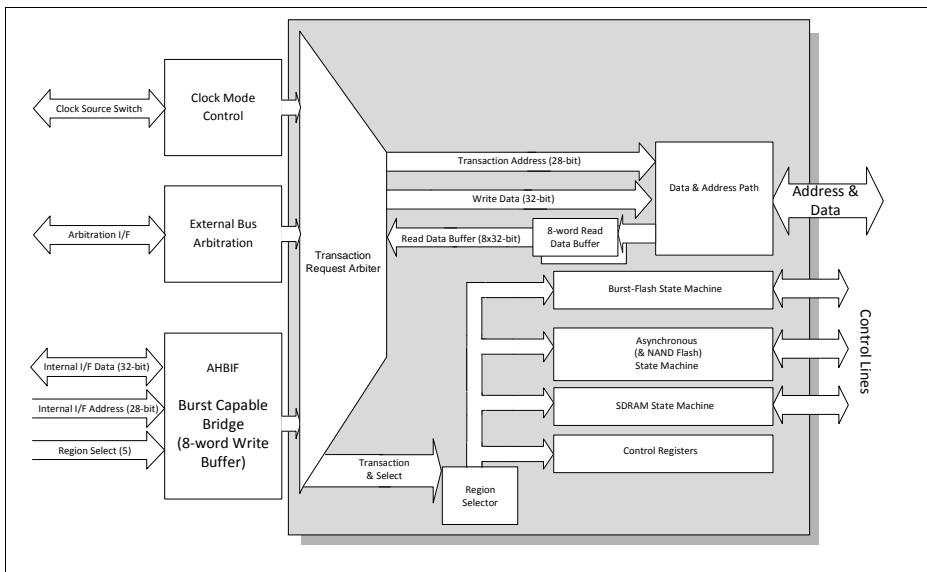 Clock Source Switch
Clock Mode
Control
Transaction Address (28-bit)
Data & Address Path
Address &
Data
Write Data (32-bit)
Arbitration I/F
External Bus
Arbitration
Read Data Buffer (8x32-bit)
8-word Read
Data Buffer
Transaction
Request Arbiter
Burst-Flash State Machine
Control Lines
Asynchronous
(& NAND Flash)
State Machine
Internal I/F Data (32-bit)
Internal I/F Address (28-bit)
Region Select (5)
AHBIF
Burst Capable
Bridge
(8-word Write
Buffer)
SDRAM State Machine
Control Registers
Transaction
& Select
Region
Selector